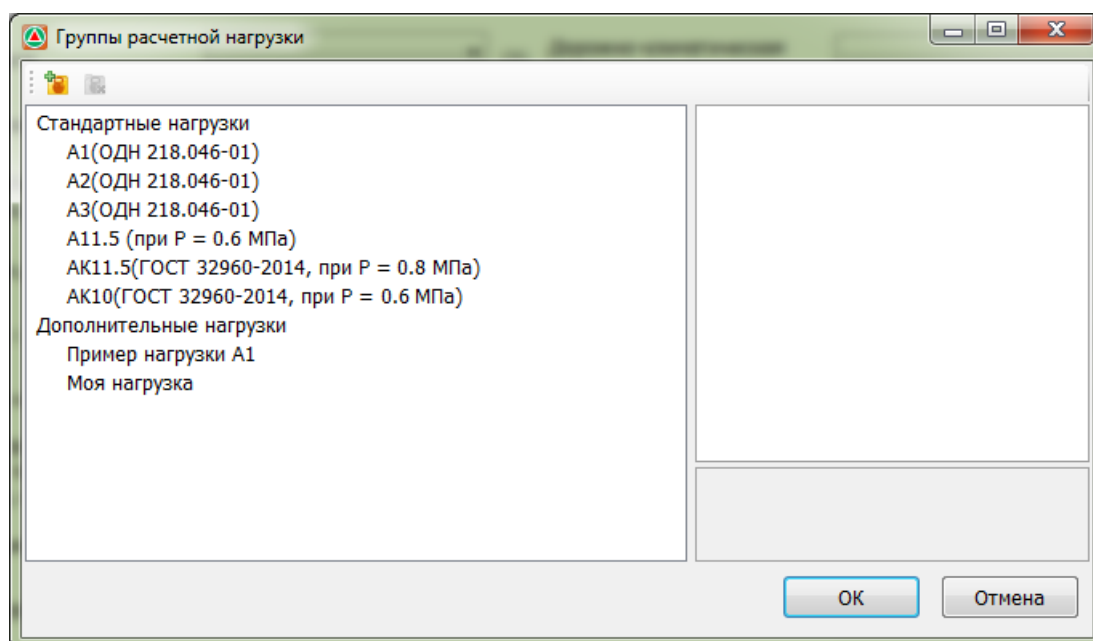 Группы расчетной нагрузки
Стандартные нагрузки
А1(ОДН 218.046-01)
А2(ОДН 218.046-01)
А3(ОДН 218.046-01)
А11.5 (при P = 0.6 МПа)
АК11.5(ГОСТ 32960-2014, при P = 0.8 МПа)
АК10(ГОСТ 32960-2014, при P = 0.6 МПа)
Дополнительные нагрузки
Пример нагрузки А1
Моя нагрузка
ОК
Отмена